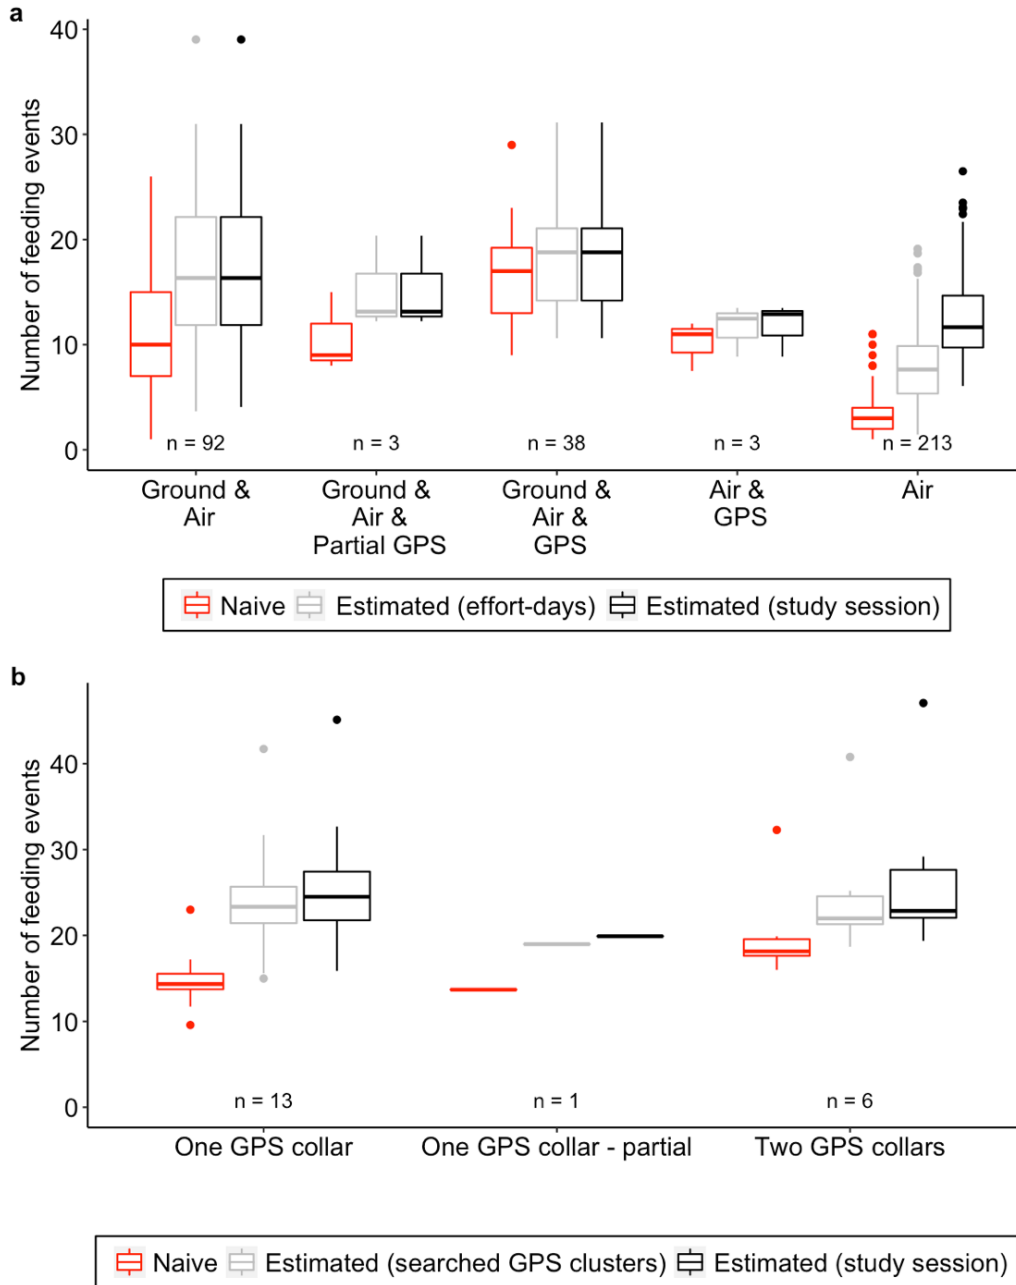 a
Number of feeding events
40
30
20
10
0
n = 92
n = 3
n = 38
n = 3
n = 213
Ground &
Air
Ground &
Air &
Partial GPS
Ground &
Air &
GPS
Air &
GPS
Air
Naive
Estimated (effort-days)
Estimated (study session)
b
Number of feeding events
40
30
20
10
0
n = 13
n = 1
n = 6
One GPS collar
One GPS collar - partial
Two GPS collars
Naive
Estimated (searched GPS clusters)
Estimated (study session)